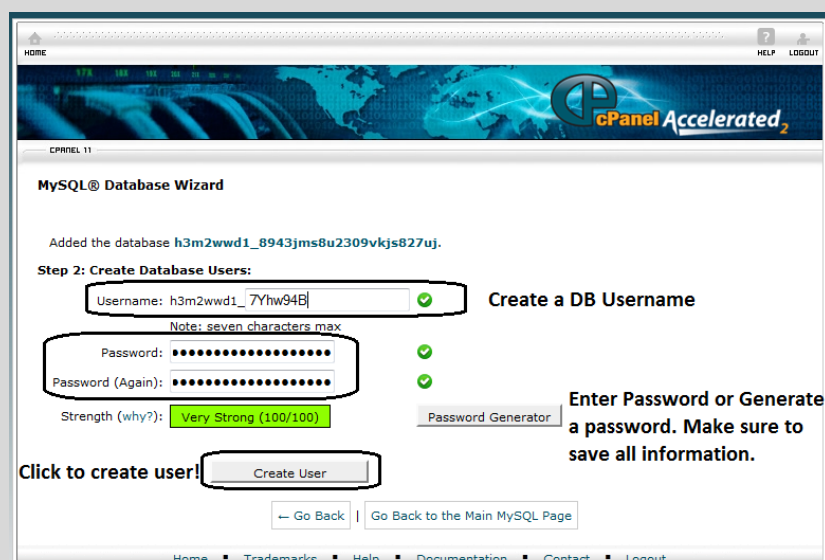 HOME
HELP LOGOUT
cPanel Accelerated 2
CPANEL 11
MySQL® Database Wizard
Added the database h3m2wwd1_8943jms8u2309vkjs827uj.
Step 2: Create Database Users:
Username: h3m2wwd1_ 7Yhw94B
Create a DB Username
Note: seven characters max
Password: ●●●●●●●●●●●●●●●●●●●
Password (Again): ●●●●●●●●●●●●●●●●●●●
Strength (why?): Very Strong (100/100) Password Generator
Enter Password or Generate
a password. Make sure to
save all information.
Click to create user! Create User
← Go Back | Go Back to the Main MySQL Page
Home ▪ Trademarks ▪ Help ▪ Documentation ▪ Contact ▪ Logout